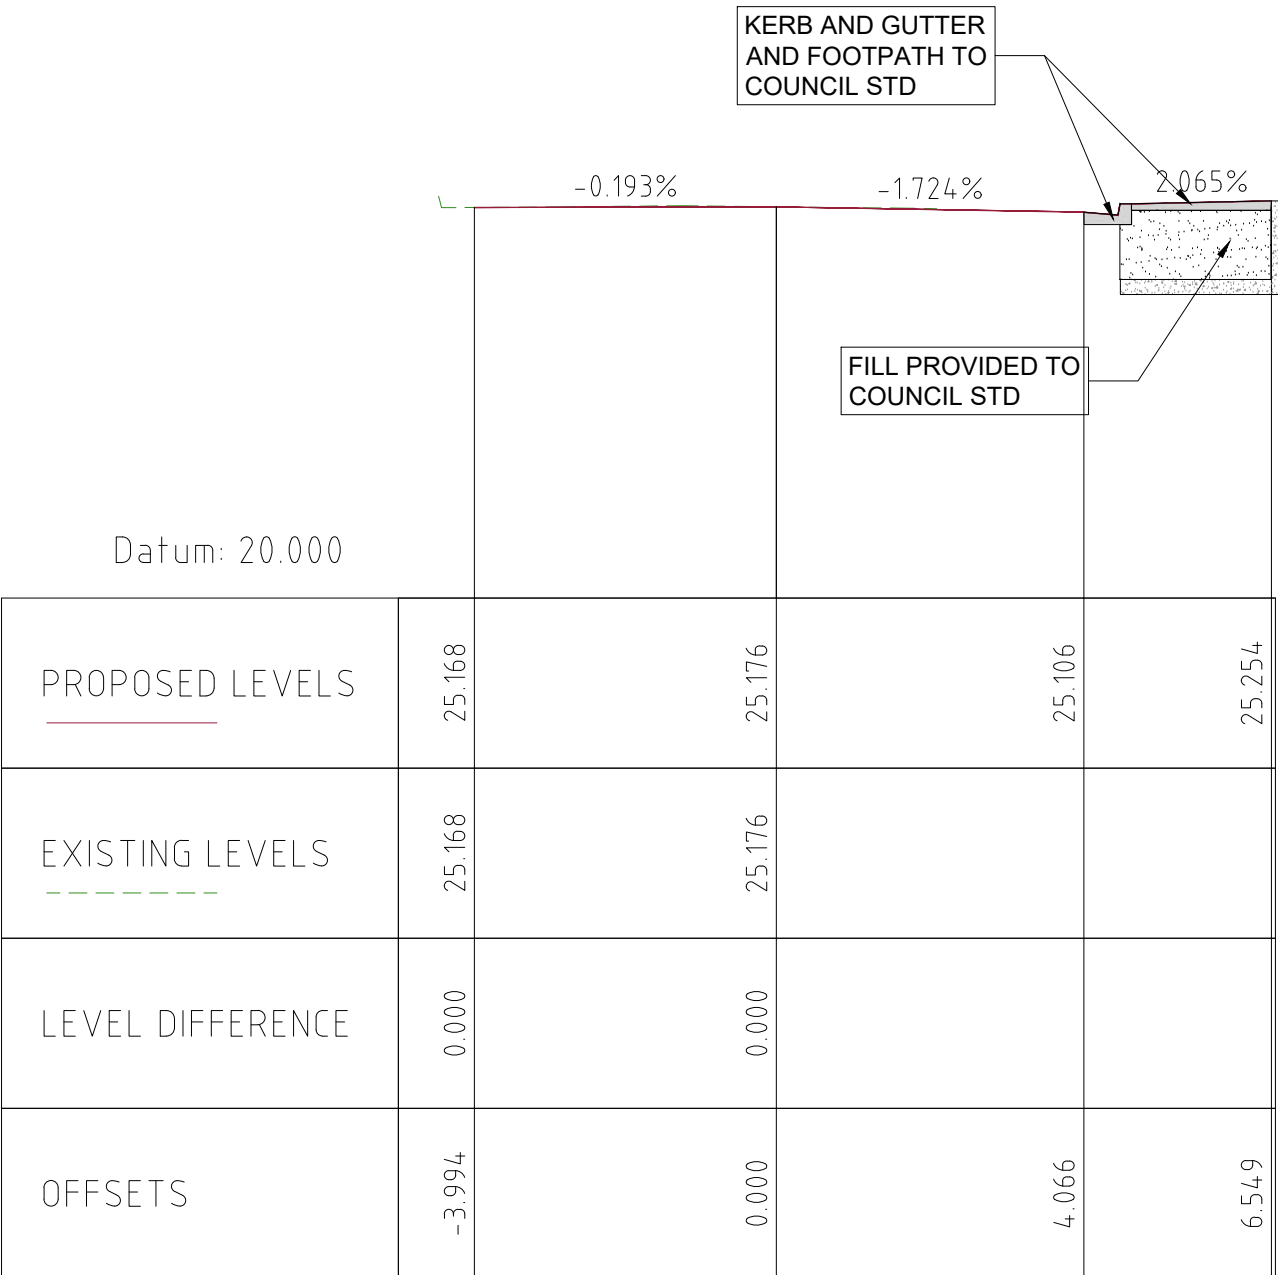 KERB AND GUTTER
AND FOOTPATH TO
COUNCIL STD
-0.193%
-1.724%
2.065%
FILL PROVIDED TO
COUNCIL STD
Datum: 20.000
PROPOSED LEVELS
25.168
25.176
25.106
25.254
EXISTING LEVELS
25.168
25.176
LEVEL DIFFERENCE
0.000
0.000
OFFSETS
-3.994
0.000
4.066
6.549